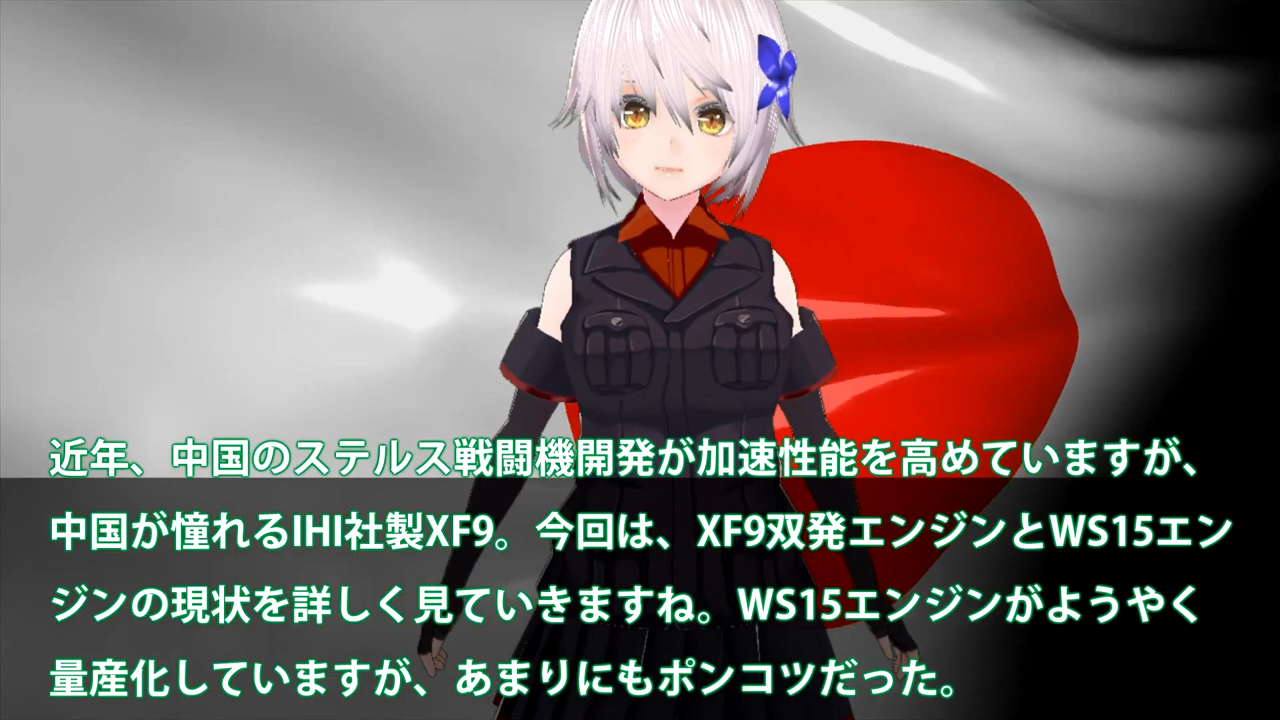 近年、中国のステルス戦闘機開発が加速性能を高めていますが、
中国が憧れるIHI社製XF9。今回は、XF9双発エンジンとWS15エン
ジンの現状を詳しく見ていきますね。WS15エンジンがようやく
量産化していますが、あまりにもポンコツだった。